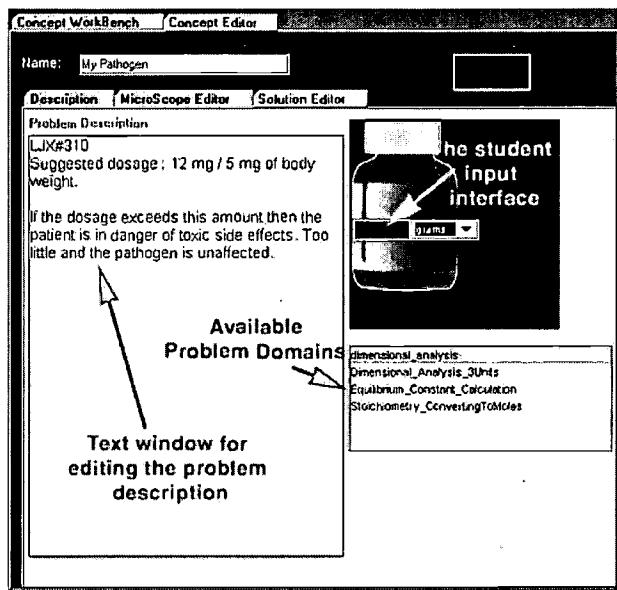 Concept WorkBench Concept Editor
Name: My Pathogen
Description MicroScope Editor Solution Editor
Problem Description
LJX#310
Suggested dosage : 12 mg / 5 mg of body
weight.
If the dosage exceeds this amount then the
patient is in danger of toxic side effects. Too
little and the pathogen is unaffected.
he student
input
interface
grams
Available
Problem Domains
dimensional_analysis
Dimensional_Analysis_3Units
Equilibrium_Constant_Calculation
Stoichiometry_ConvertingToMoles
Text window for
editing the problem
description